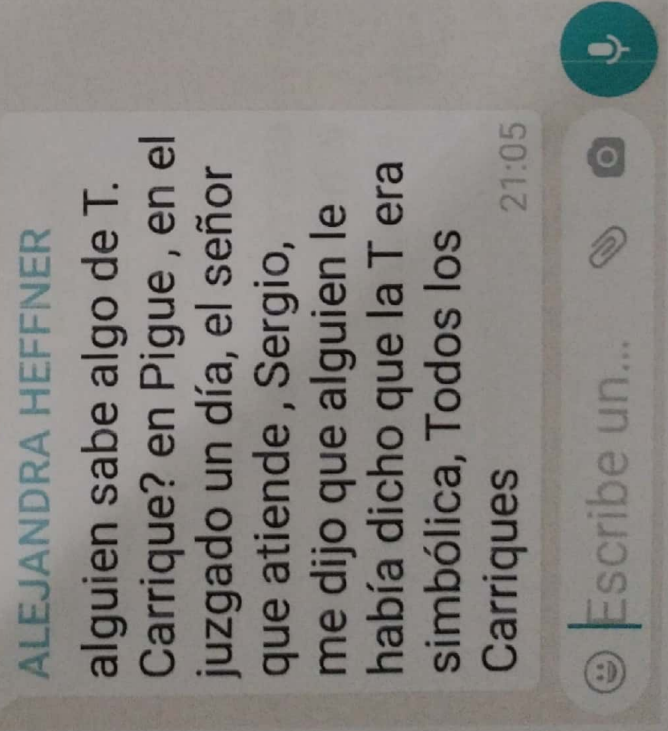 ALEJANDRA HEFFNER
alguien sabe algo de T.
Carrique? en Pigue , en el
juzgado un día, el señor
que atiende , Sergio,
me dijo que alguien le
había dicho que la T era
simbólica, Todos los
Carriques
21:05
Escribe un...